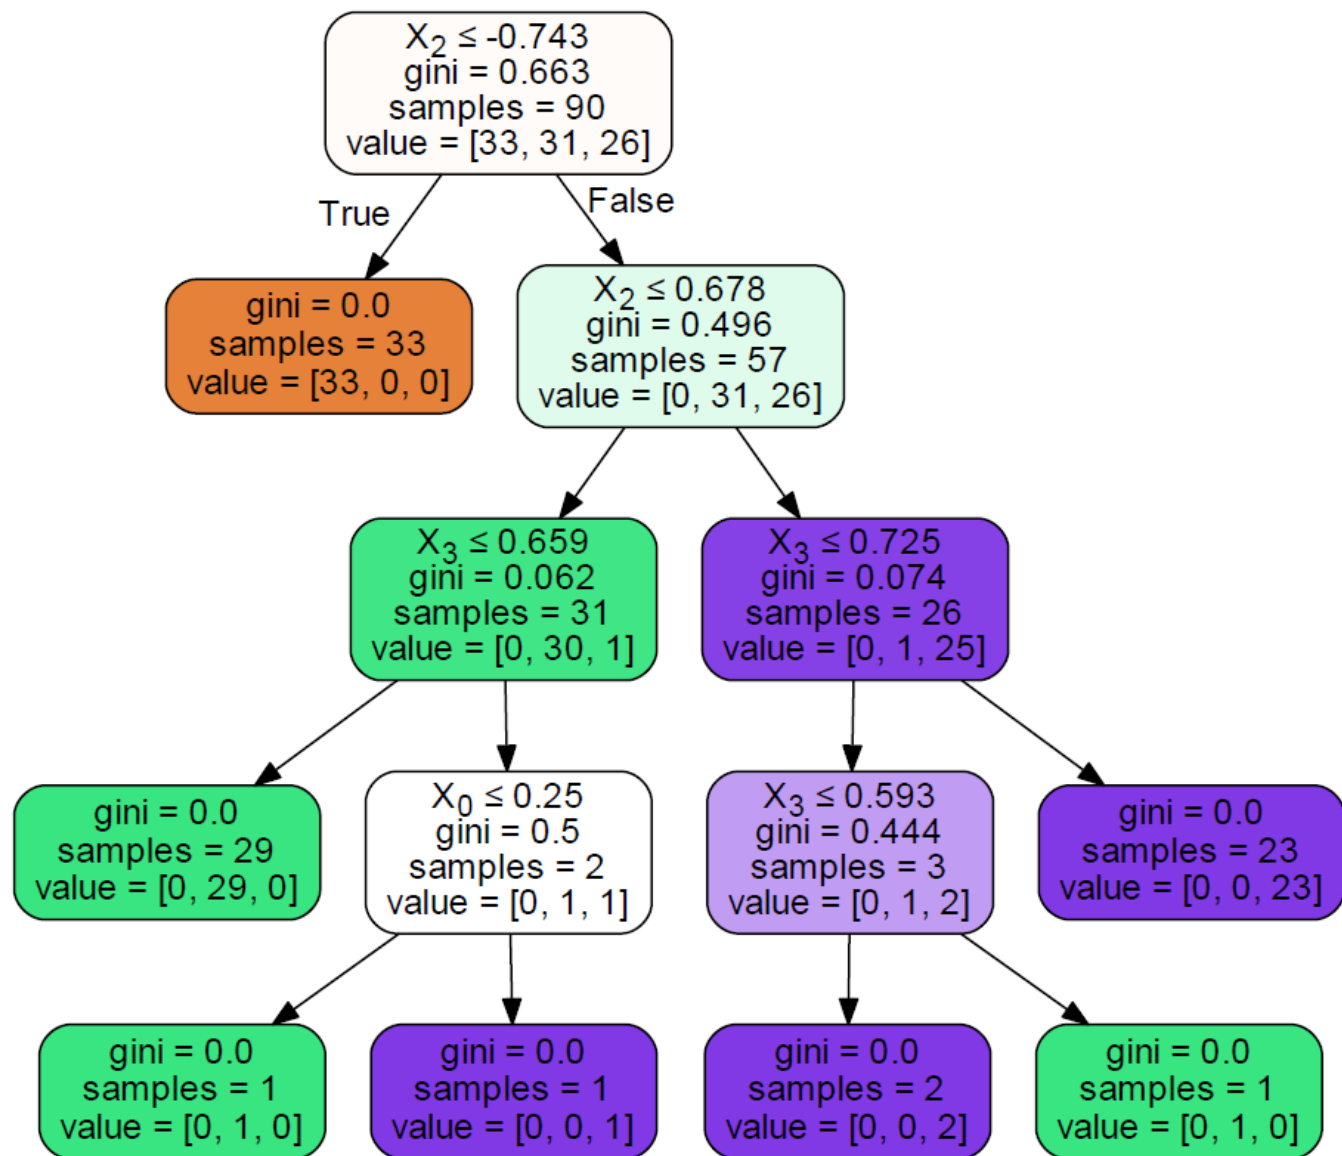 X₂ ≤ -0.743
gini = 0.663
samples = 90
value = [33, 31, 26]
True
False
gini = 0.0
samples = 33
value = [33, 0, 0]
X₂ ≤ 0.678
gini = 0.496
samples = 57
value = [0, 31, 26]
X₃ ≤ 0.659
gini = 0.062
samples = 31
value = [0, 30, 1]
X₃ ≤ 0.725
gini = 0.074
samples = 26
value = [0, 1, 25]
gini = 0.0
samples = 29
value = [0, 29, 0]
X₀ ≤ 0.25
gini = 0.5
samples = 2
value = [0, 1, 1]
X₃ ≤ 0.593
gini = 0.444
samples = 3
value = [0, 1, 2]
gini = 0.0
samples = 23
value = [0, 0, 23]
gini = 0.0
samples = 1
value = [0, 1, 0]
gini = 0.0
samples = 1
value = [0, 0, 1]
gini = 0.0
samples = 2
value = [0, 0, 2]
gini = 0.0
samples = 1
value = [0, 1, 0]